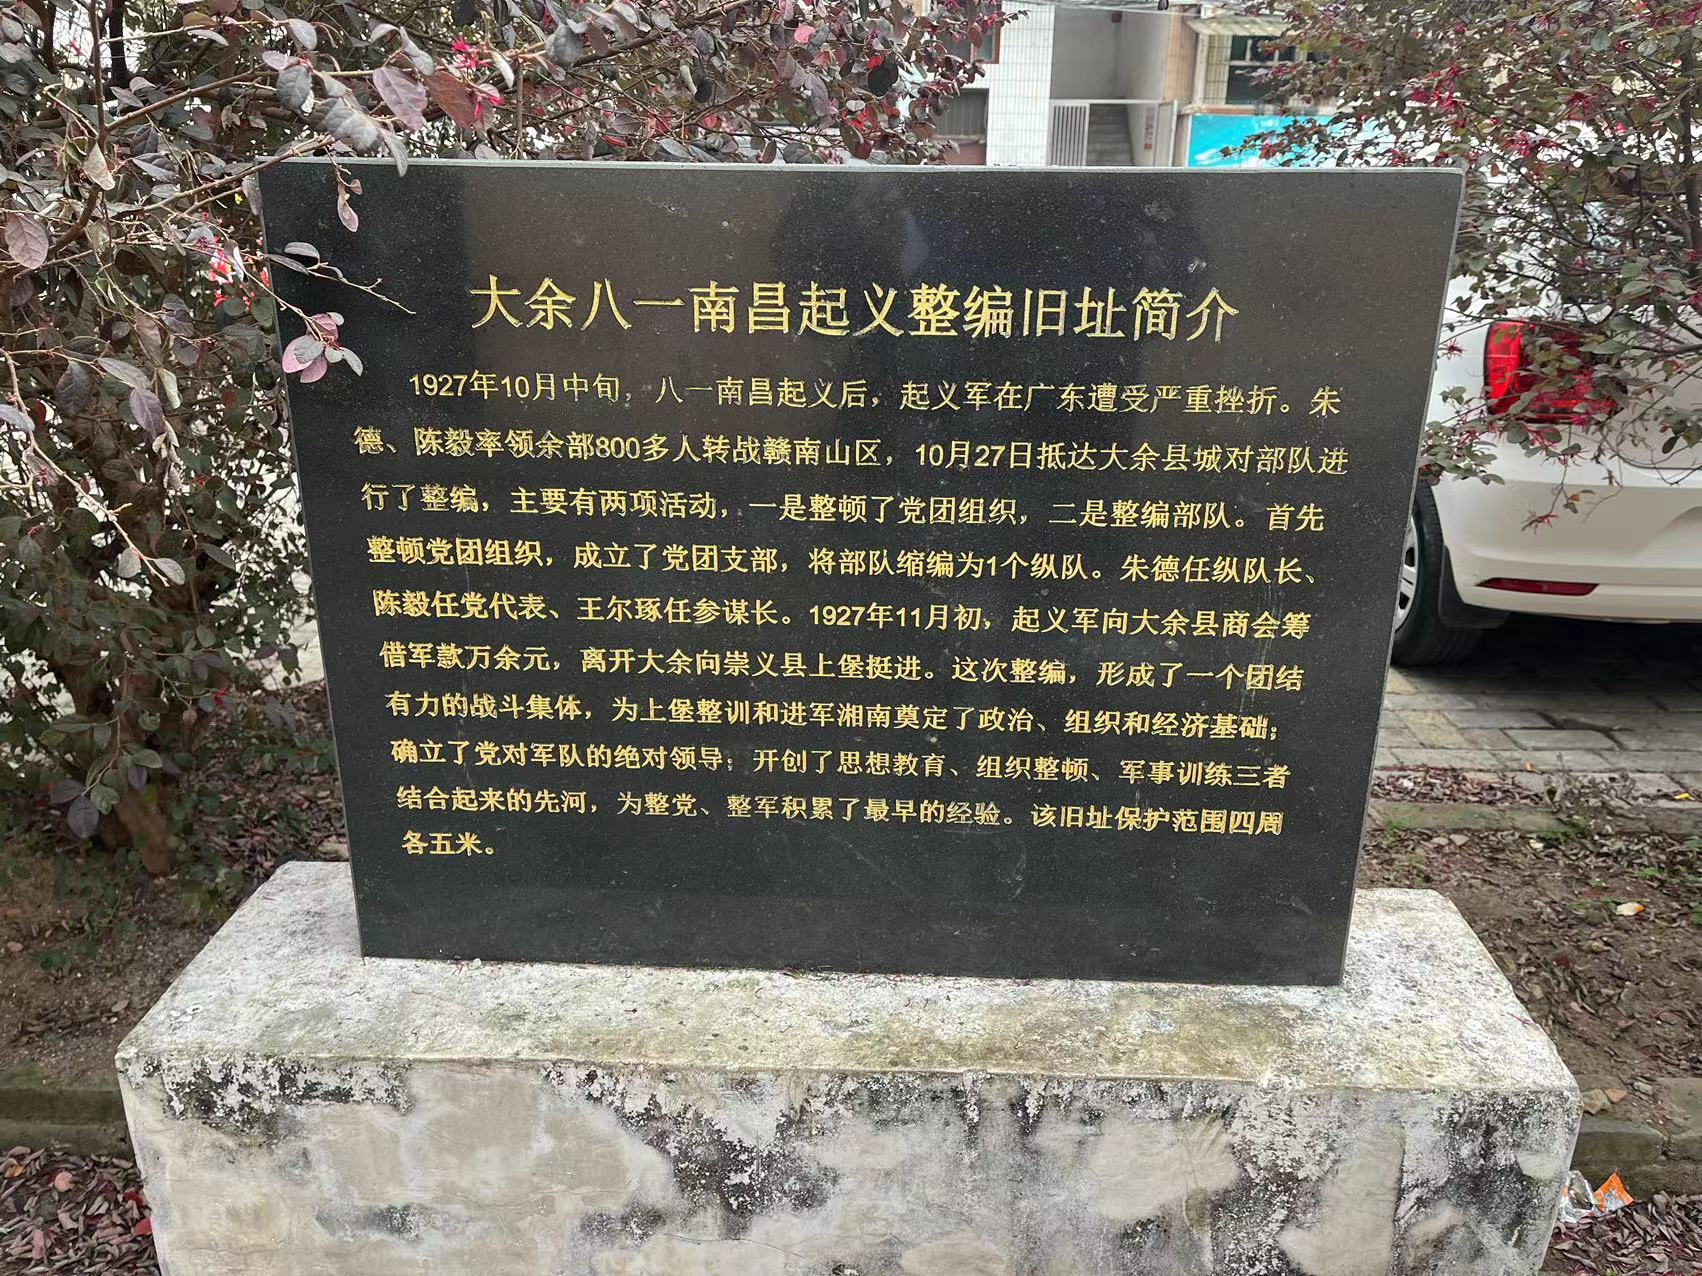 大余八一南昌起义整编旧址简介
1927年10月中旬，八一南昌起义后，起义军在广东遭受严重挫折。朱
德、陈毅率领余部800多人转战赣南山区，10月27日抵达大余县城对部队进
行了整编，主要有两项活动，一是整顿了党团组织，二是整编部队。首先
整顿党团组织，成立了党团支部，将部队缩编为1个纵队。朱德任纵队长、
陈毅任党代表、王尔琢任参谋长。1927年11月初，起义军向大余县商会筹
借军款万余元，离开大余向崇义县上堡挺进。这次整编，形成了一个团结
有力的战斗集体，为上堡整训和进军湘南奠定了政治、组织和经济基础；
确立了党对军队的绝对领导；开创了思想教育、组织整顿、军事训练三者
结合起来的先河，为整党、整军积累了最早的经验。该旧址保护范围四周
各五米。